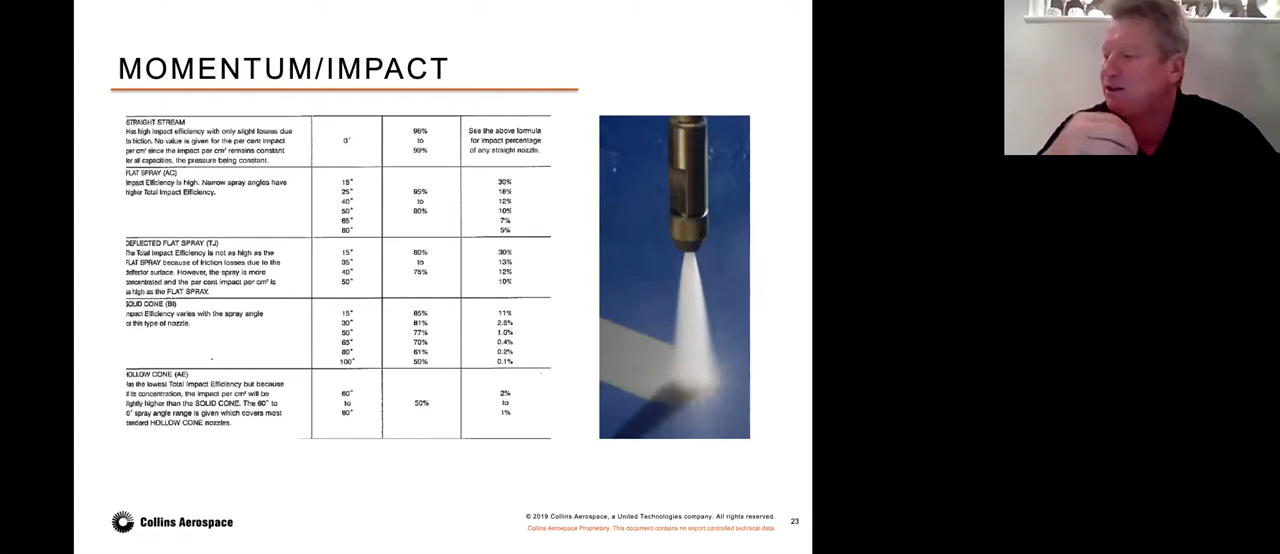 MOMENTUM/IMPACT
STRAIGHT STREAM
Has high impact efficiency with only slight losses due
to friction. No value is given for the per cent impact
per cm² since the impact per cm² remains constant
for all capacities, the pressure being constant.
0°
96%
to
99%
See the above formula
for impact percentage
of any straight nozzle.
FLAT SPRAY (AC)
Impact Efficiency is high. Narrow spray angles have
higher Total Impact Efficiency.
15°
25°
40°
50°
65°
80°
95%
to
80%
30%
18%
12%
10%
7%
5%
DEFLECTED FLAT SPRAY (TJ)
The Total Impact Efficiency is not as high as the
FLAT SPRAY because of friction losses due to the
deflector surface. However, the spray is more
concentrated and the per cent impact per cm² is
as high as the FLAT SPRAY.
15°
35°
40°
50°
80%
to
75%
30%
13%
12%
10%
SOLID CONE (BI)
mpact Efficiency varies with the spray angle
or this type of nozzle.
15°
30°
50°
65°
80°
100°
85%
81%
77%
70%
61%
50%
11%
2.5%
1.0%
0.4%
0.2%
0.1%
HOLLOW CONE (AE)
Has the lowest Total Impact Efficiency but because
f its concentration, the impact per cm² will be
lightly higher than the SOLID CONE. The 60° to
0° spray angle range is given which covers most
tandard HOLLOW CONE nozzles.
60°
to
80°
50%
2%
to
1%
Collins Aerospace
© 2019 Collins Aerospace, a United Technologies company. All rights reserved.
Collins Aerospace Proprietary. This document contains no export controlled technical data.
23